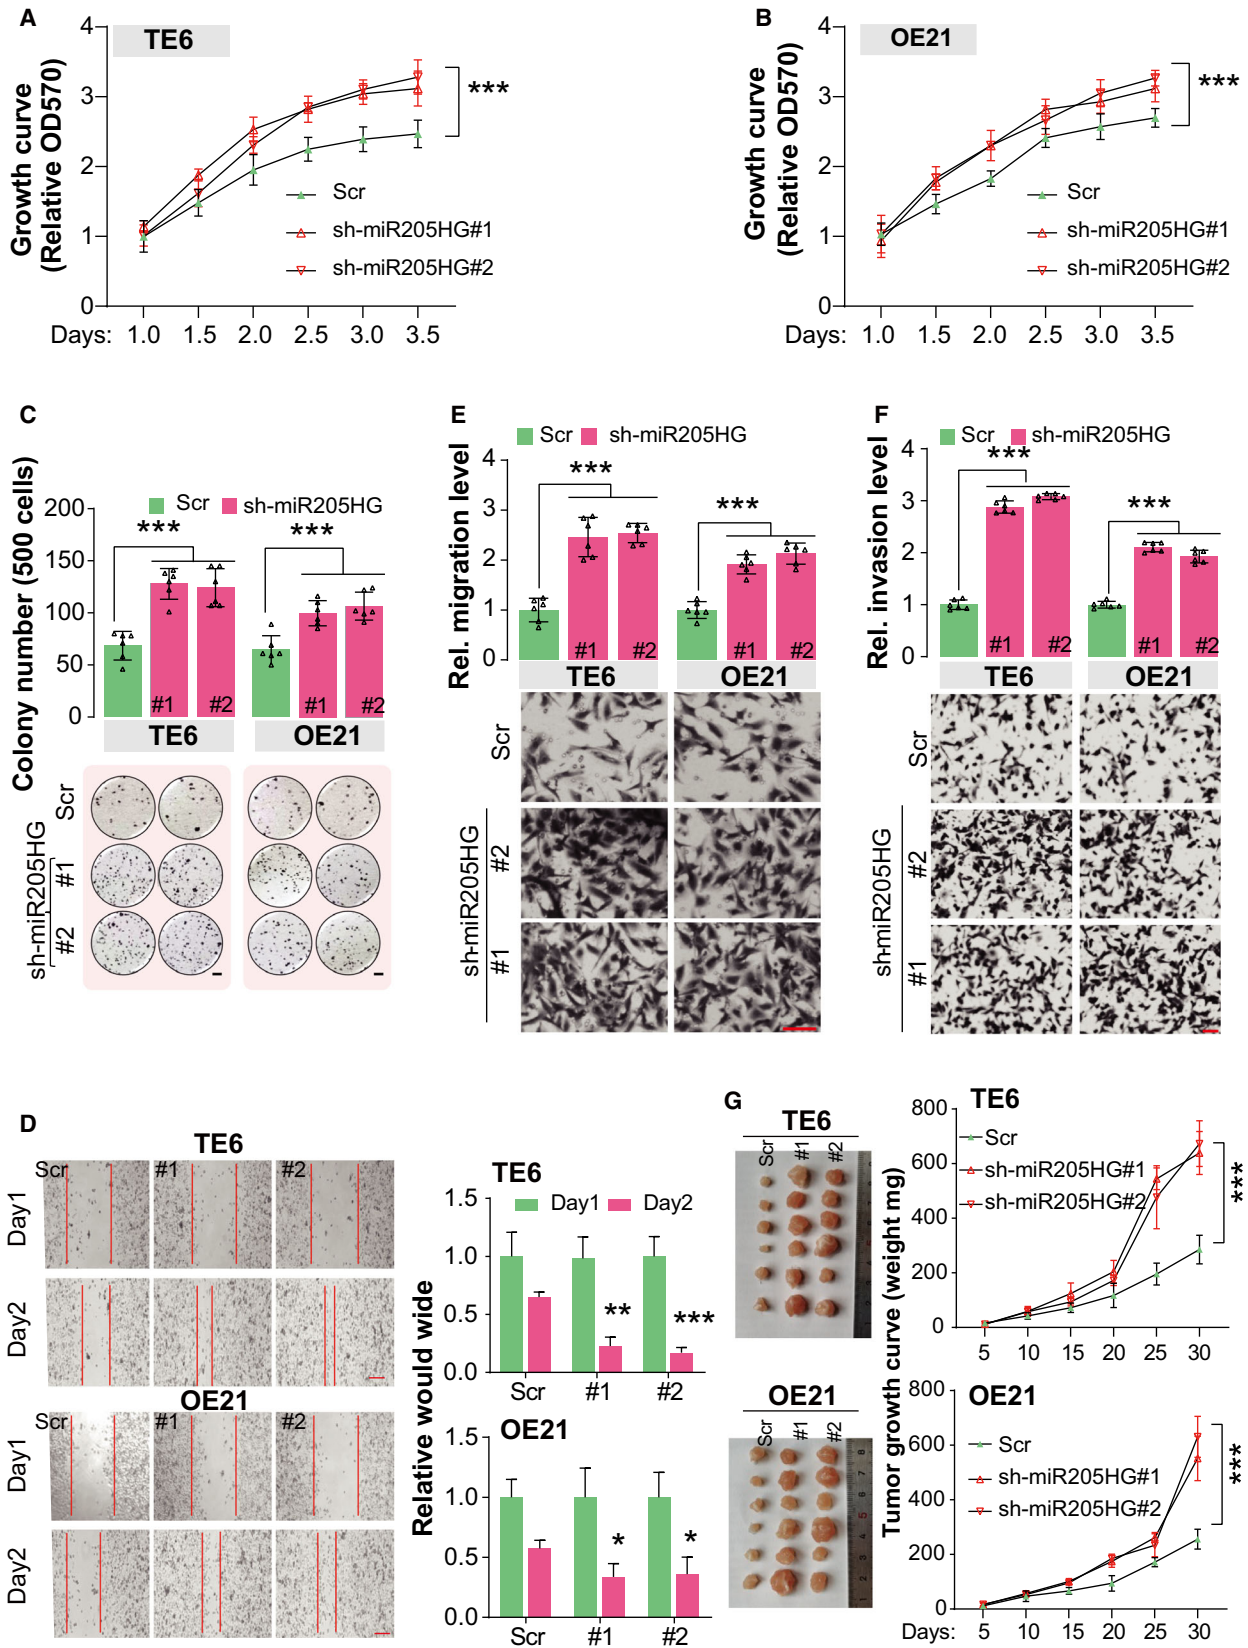 A
TE6
Growth curve
(Relative OD570)
4
3
2
1
0
***
Scr
sh-miR205HG#1
sh-miR205HG#2
Days: 1.0 1.5 2.0 2.5 3.0 3.5
B
OE21
Growth curve
(Relative OD570)
4
3
2
1
0
***
Scr
sh-miR205HG#1
sh-miR205HG#2
Days: 1.0 1.5 2.0 2.5 3.0 3.5
C
Colony number (500 cells)
Scr sh-miR205HG
200
150
100
50
0
*** ***
#1 #2 #1 #2
TE6 OE21
Scr
sh-miR205HG
#1
#2
E
Scr sh-miR205HG
Rel. migration level
4
3
2
1
0
*** ***
#1 #2 #1 #2
TE6 OE21
Scr
sh-miR205HG
#2
#1
F
Scr sh-miR205HG
Rel. invasion level
4
3
2
1
0
*** ***
#1 #2 #1 #2
TE6 OE21
Scr
sh-miR205HG
#2
#1
D
TE6
Scr #1 #2
Day1
Day2
OE21
Scr #1 #2
Day1
Day2
Relative would wide
TE6
Day1 Day2
1.5
1.0
0.5
0.0
** ***
Scr #1 #2
OE21
1.5
1.0
0.5
0.0
* *
Scr #1 #2
G
TE6
Scr #1 #2
OE21
Scr #1 #2
8
7
6
5
4
3
2
1
Tumor growth curve (weight mg)
TE6
800
600
400
200
0
Scr
sh-miR205HG#1
sh-miR205HG#2
***
5 10 15 20 25 30
OE21
800
600
400
200
0
Scr
sh-miR205HG#1
sh-miR205HG#2
***
Days: 5 10 15 20 25 30